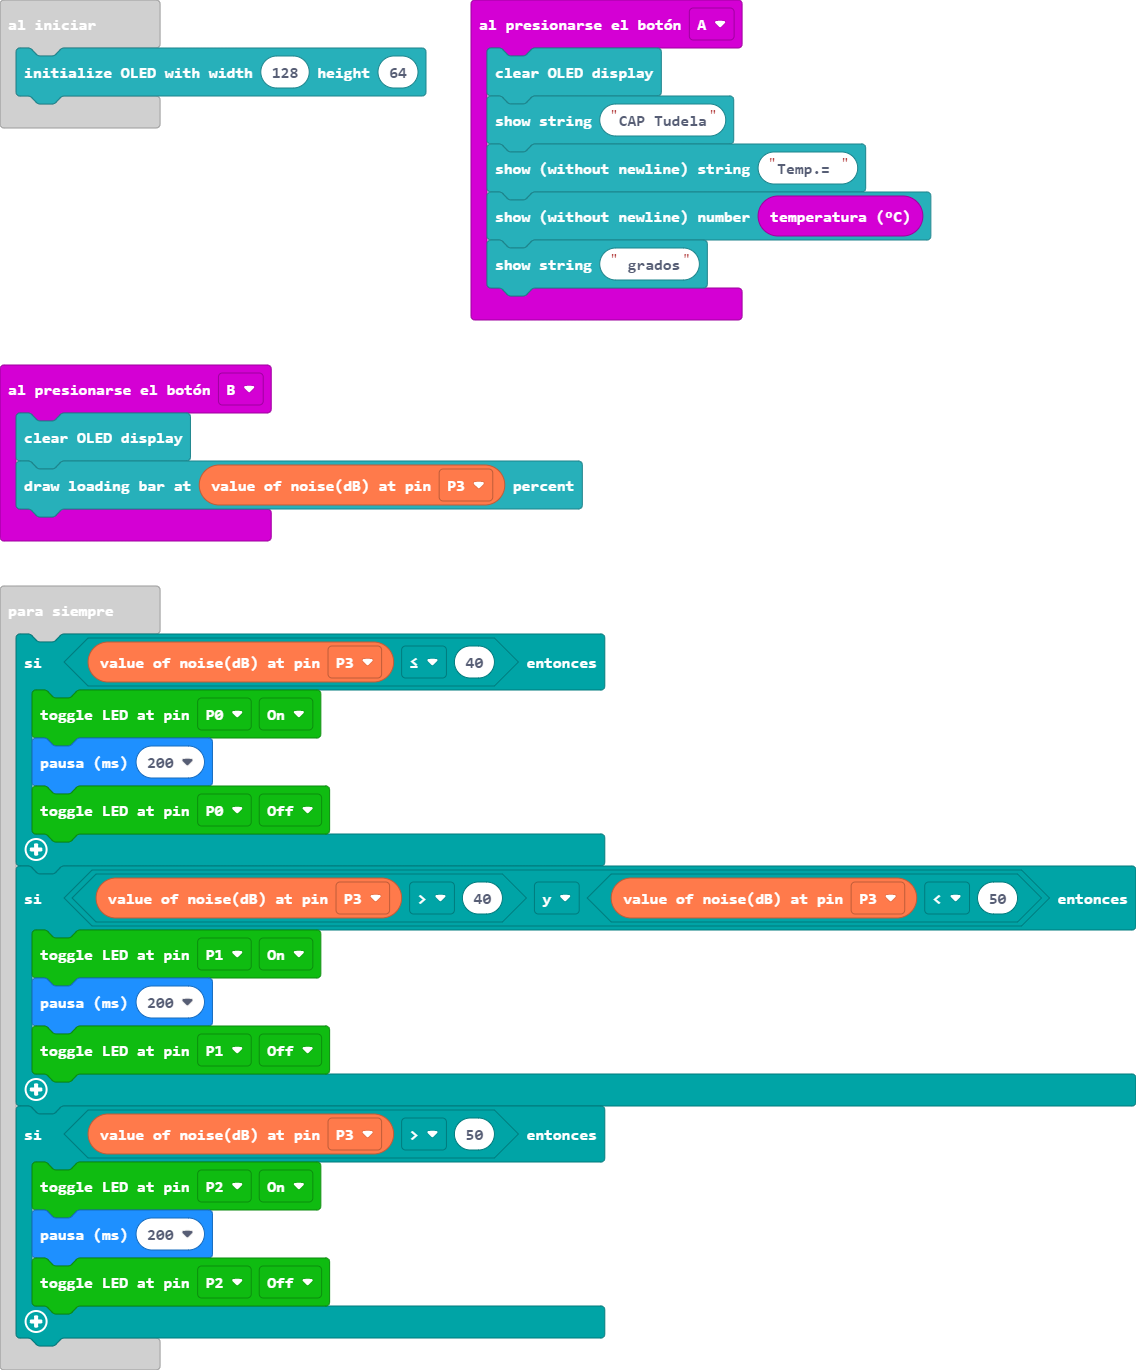 al iniciar
initialize OLED with width 128 height 64
al presionarse el botón A
clear OLED display
show string "CAP Tudela"
show (without newline) string "Temp.= "
show (without newline) number temperatura (ºC)
show string " grados"
al presionarse el botón B
clear OLED display
draw loading bar at value of noise(dB) at pin P3 percent
para siempre
si value of noise(dB) at pin P3 ≤ 40 entonces
toggle LED at pin P0 On
pausa (ms) 200
toggle LED at pin P0 Off
si value of noise(dB) at pin P3 > 40 y value of noise(dB) at pin P3 < 50 entonces
toggle LED at pin P1 On
pausa (ms) 200
toggle LED at pin P1 Off
si value of noise(dB) at pin P3 > 50 entonces
toggle LED at pin P2 On
pausa (ms) 200
toggle LED at pin P2 Off